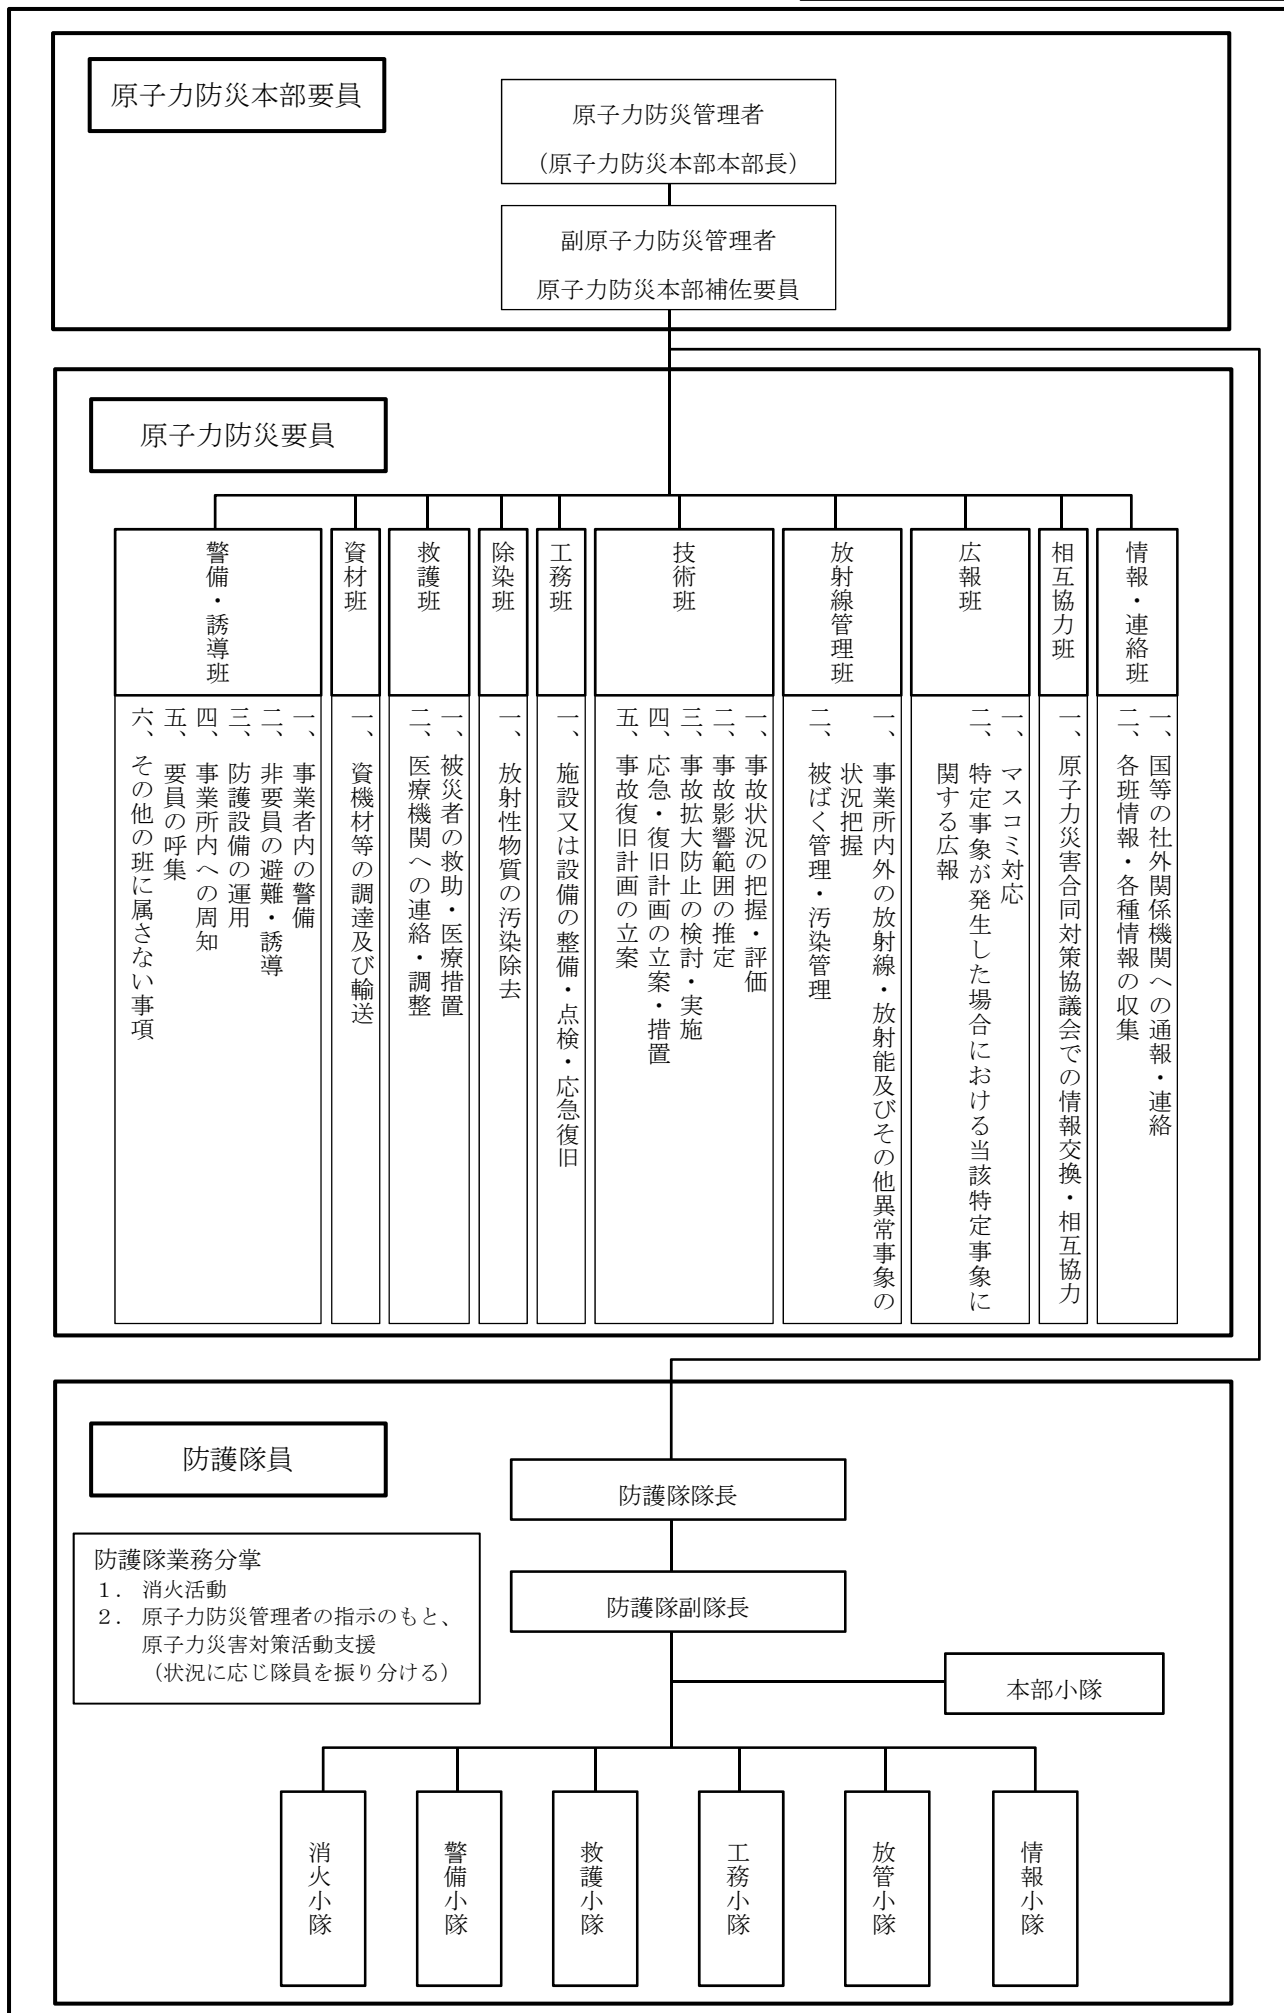 原子力防災本部要員
原子力防災管理者
（原子力防災本部本部長）
副原子力防災管理者
原子力防災本部補佐要員
原子力防災要員
情報・連絡班
一、国等の社外関係機関への通報・連絡
二、各班情報・各種情報の収集
相互協力班
一、原子力災害合同対策協議会での情報交換・相互協力
広報班
一、マスコミ対応
二、特定事象が発生した場合における当該特定事象に
関する広報
放射線管理班
一、事業所内外の放射線・放射能及びその他異常事象の
状況把握
二、被ばく管理・汚染管理
技術班
一、事故状況の把握・評価
二、事故影響範囲の推定
三、事故拡大防止の検討・実施
四、応急・復旧計画の立案・措置
五、事故復旧計画の立案
工務班
一、施設又は設備の整備・点検・応急復旧
除染班
一、放射性物質の汚染除去
救護班
一、被災者の救助・医療措置
二、医療機関への連絡・調整
資材班
一、資機材等の調達及び輸送
警備・誘導班
一、事業者内の警備
二、非要員の避難・誘導
三、防護設備の運用
四、事業所内への周知
五、要員の呼集
六、その他の班に属さない事項
防護隊員
防護隊隊長
防護隊業務分掌
１．消火活動
２．原子力防災管理者の指示のもと、
原子力災害対策活動支援
（状況に応じ隊員を振り分ける）
防護隊副隊長
本部小隊
情報小隊
放管小隊
工務小隊
救護小隊
警備小隊
消火小隊